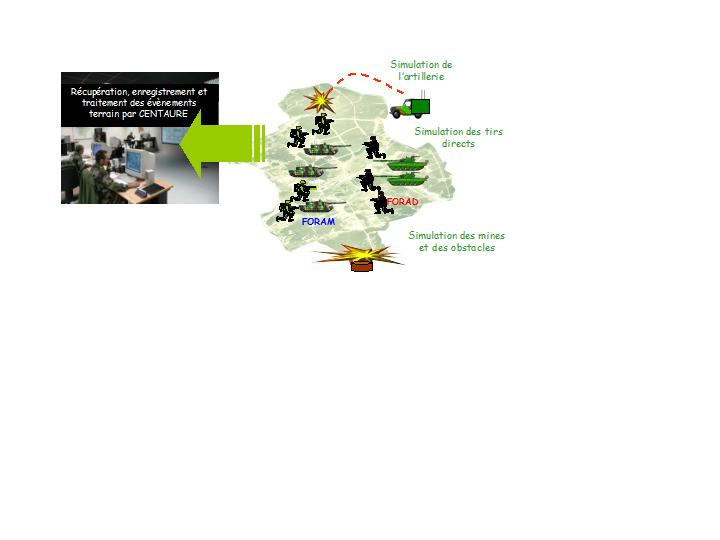 Simulation de
l'artillerie
Récupération, enregistrement et
traitement des évènements
terrain par CENTAURE
Simulation des tirs
directs
FORAD
FORAM
Simulation des mines
et des obstacles